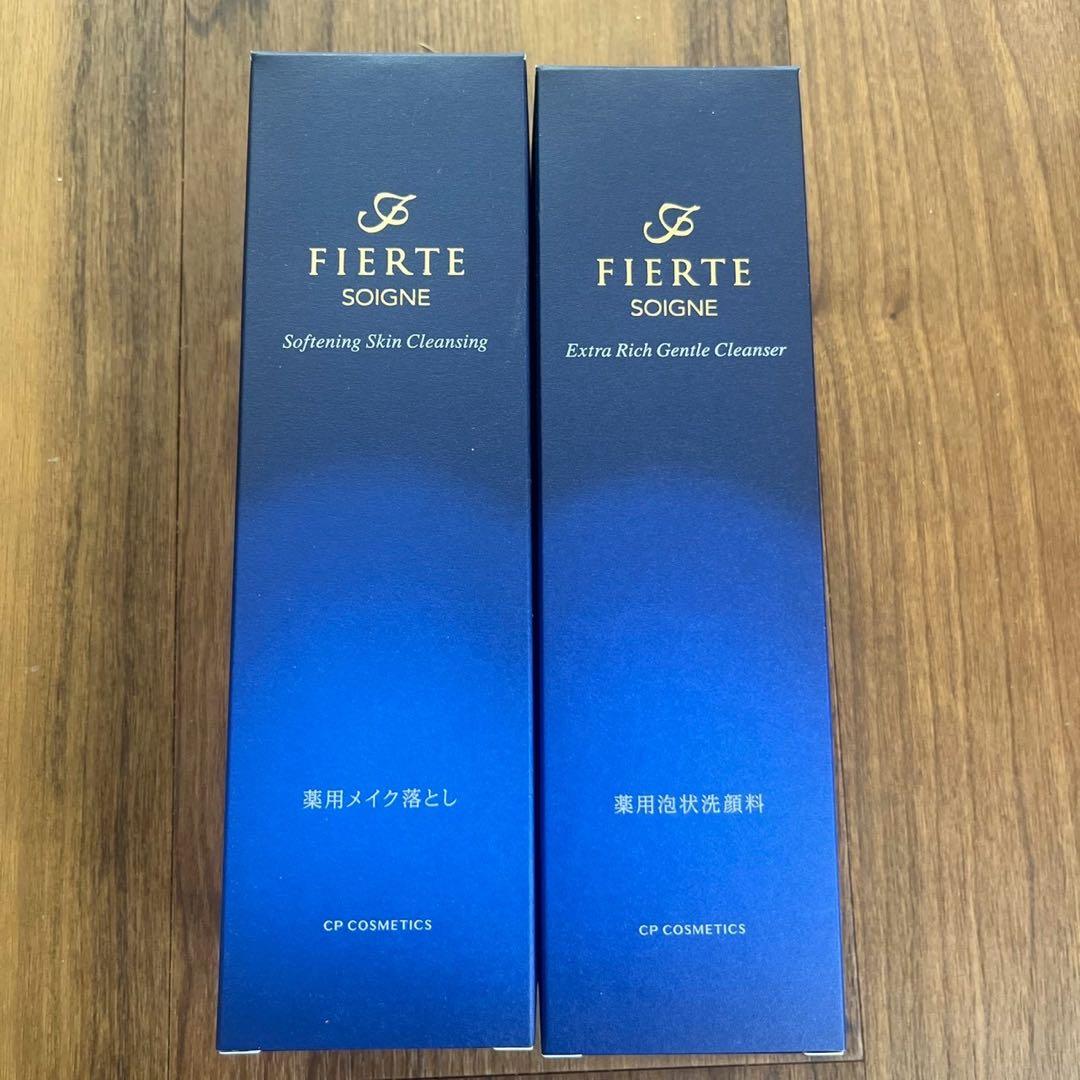 FIERTE
SOIGNE
Softening Skin Cleansing
薬用メイク落とし
CP COSMETICS
FIERTE
SOIGNE
Extra Rich Gentle Cleanser
薬用泡状洗顔料
CP COSMETICS